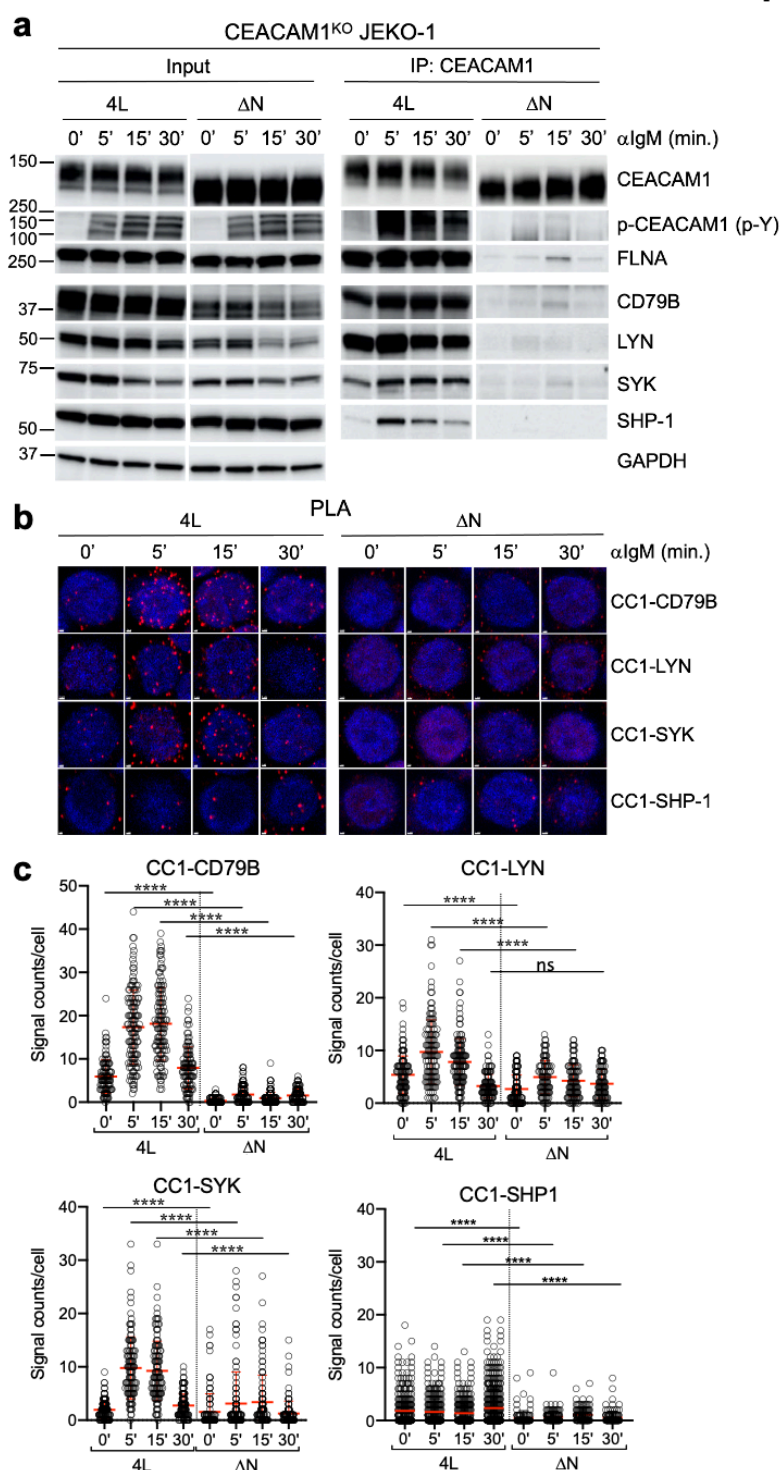 a
CEACAM1KO JEKO-1
Input IP: CEACAM1
4L ΔN 4L ΔN
0' 5' 15' 30' 0' 5' 15' 30' 0' 5' 15' 30' 0' 5' 15' 30' αIgM (min.)
150 CEACAM1
250
150 p-CEACAM1 (p-Y)
100
250 FLNA
37 CD79B
50 LYN
75
SYK
50 SHP-1
37 GAPDH
b
PLA
4L ΔN
0' 5' 15' 30' 0' 5' 15' 30' αIgM (min.)
CC1-CD79B
CC1-LYN
CC1-SYK
CC1-SHP-1
c
CC1-CD79B
Signal counts/cell
50
40
30
20
10
0
**** **** **** ****
0' 5' 15' 30' 0' 5' 15' 30'
4L ΔN
CC1-LYN
Signal counts/cell
40
30
20
10
0
**** **** **** ns
0' 5' 15' 30' 0' 5' 15' 30'
4L ΔN
CC1-SYK
Signal counts/cell
40
30
20
10
0
**** **** **** ****
0' 5' 15' 30' 0' 5' 15' 30'
4L ΔN
CC1-SHP1
Signal counts/cell
40
30
20
10
0
**** **** **** ****
0' 5' 15' 30' 0' 5' 15' 30'
4L ΔN